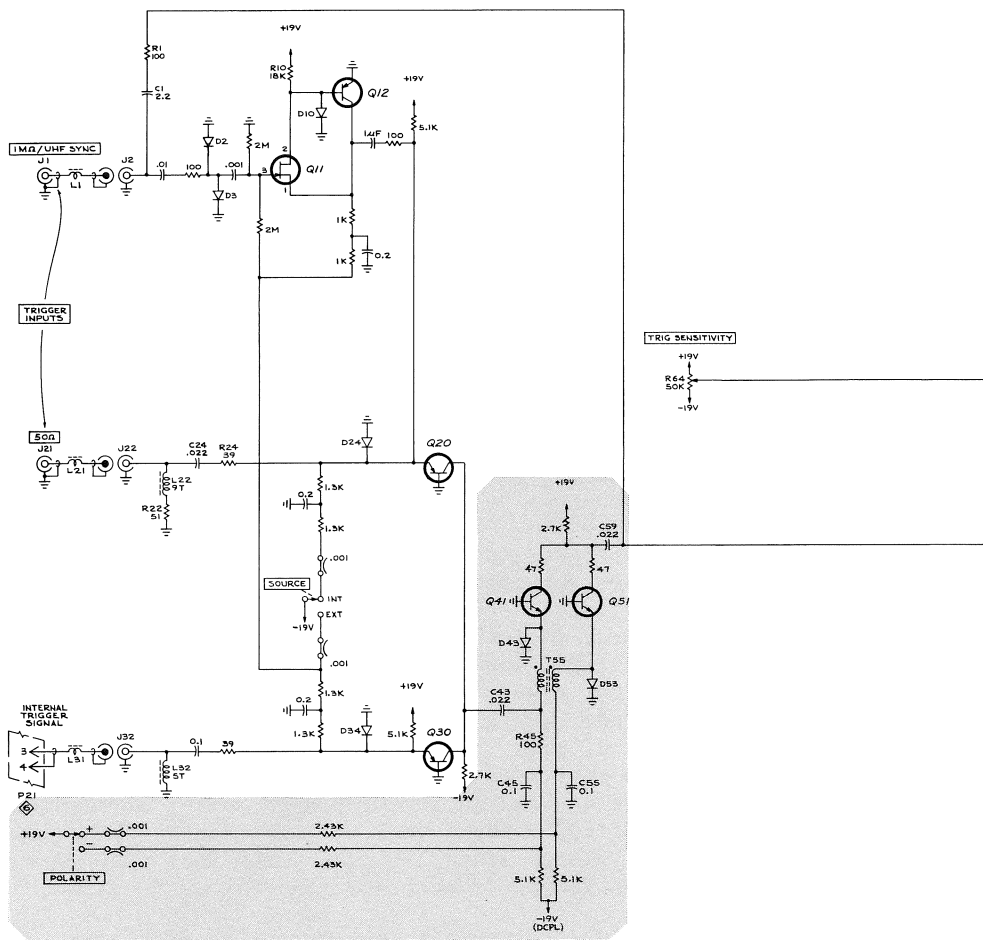 +19V
R1
100
R10
18K
Q12
+19V
C1
2.2
D10
5.1K
1MΩ/UHF SYNC
D2
2M
2
1µF
100
J1
J2
.01
100
.001
3
Q11
L1
D3
1
2M
1K
1K
0.2
TRIGGER
INPUTS
TRIG SENSITIVITY
+19V
R64
50K
-19V
50Ω
J21
J22
C24
.022
R24
39
D24
Q20
L21
L22
9T
R22
51
1.3K
0.2
1.3K
+19V
2.7K
C59
.022
.001
47
47
SOURCE
INT
EXT
-19V
Q41
Q51
.001
D43
T55
D53
1.3K
0.2
1.3K
+19V
C43
.022
INTERNAL
TRIGGER
SIGNAL
J32
0.1
39
D34
5.1K
Q30
R45
100
3
4
L31
L32
5T
2.7K
-19V
C45
0.1
C55
0.1
P21
6
+19V
+
.001
2.43K
-
.001
2.43K
POLARITY
5.1K
5.1K
-19V
(DCPL)